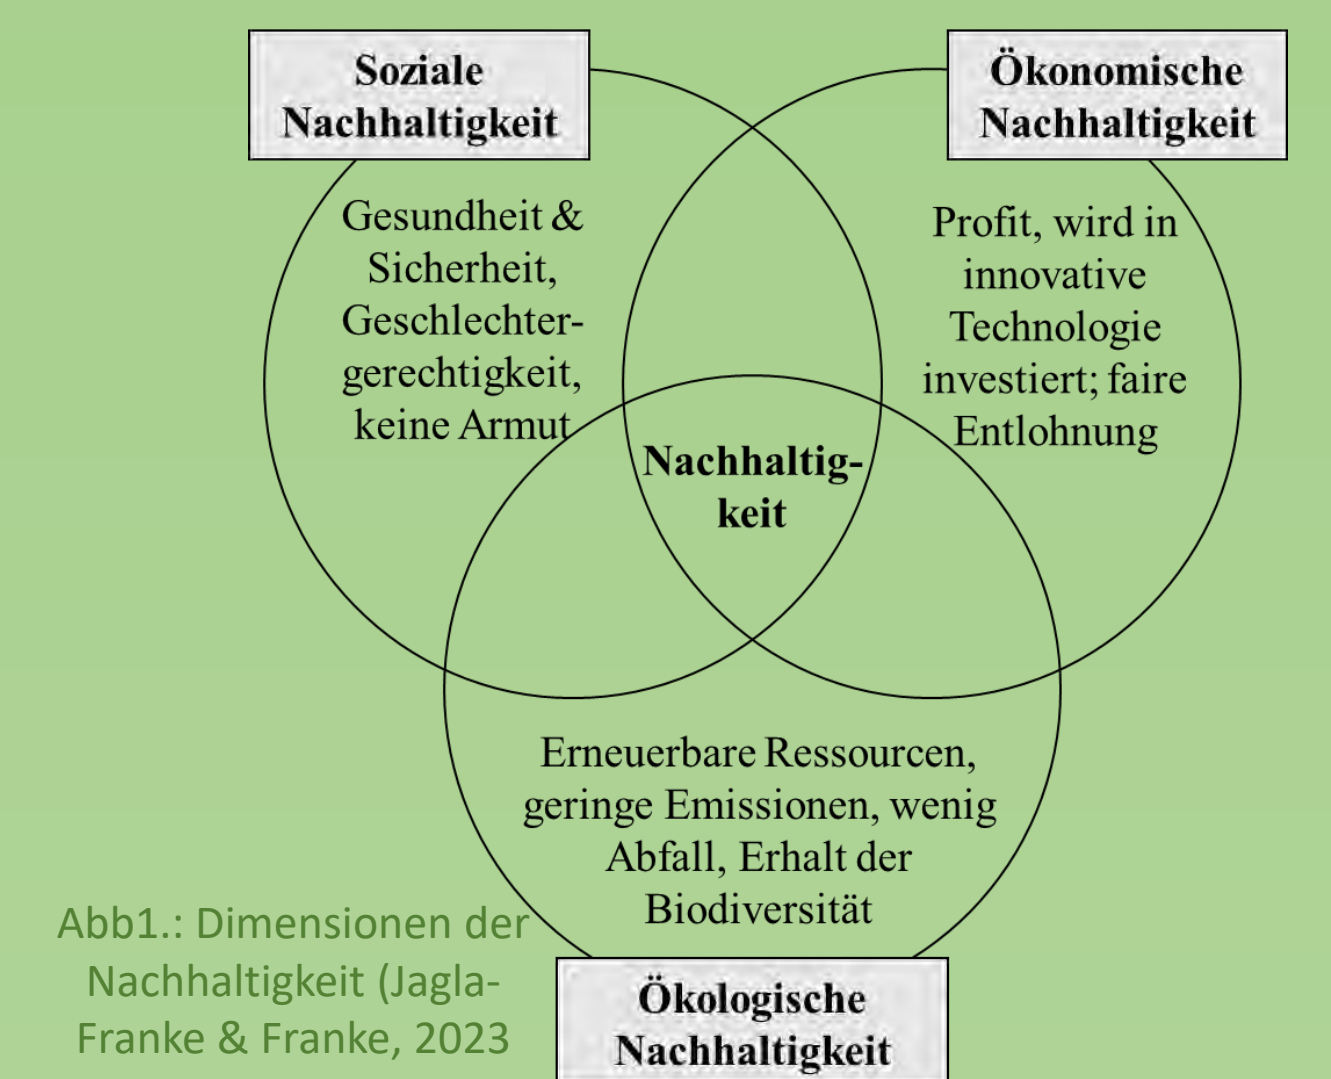 Soziale
Nachhaltigkeit
Ökonomische
Nachhaltigkeit
Gesundheit &
Sicherheit,
Geschlechter-
gerechtigkeit,
keine Armut
Profit, wird in
innovative
Technologie
investiert; faire
Entlohnung
Nachhaltig-
keit
Erneuerbare Ressourcen,
geringe Emissionen, wenig
Abfall, Erhalt der
Biodiversität
Ökologische
Nachhaltigkeit
Abb1.: Dimensionen der
Nachhaltigkeit (Jagla-
Franke & Franke, 2023